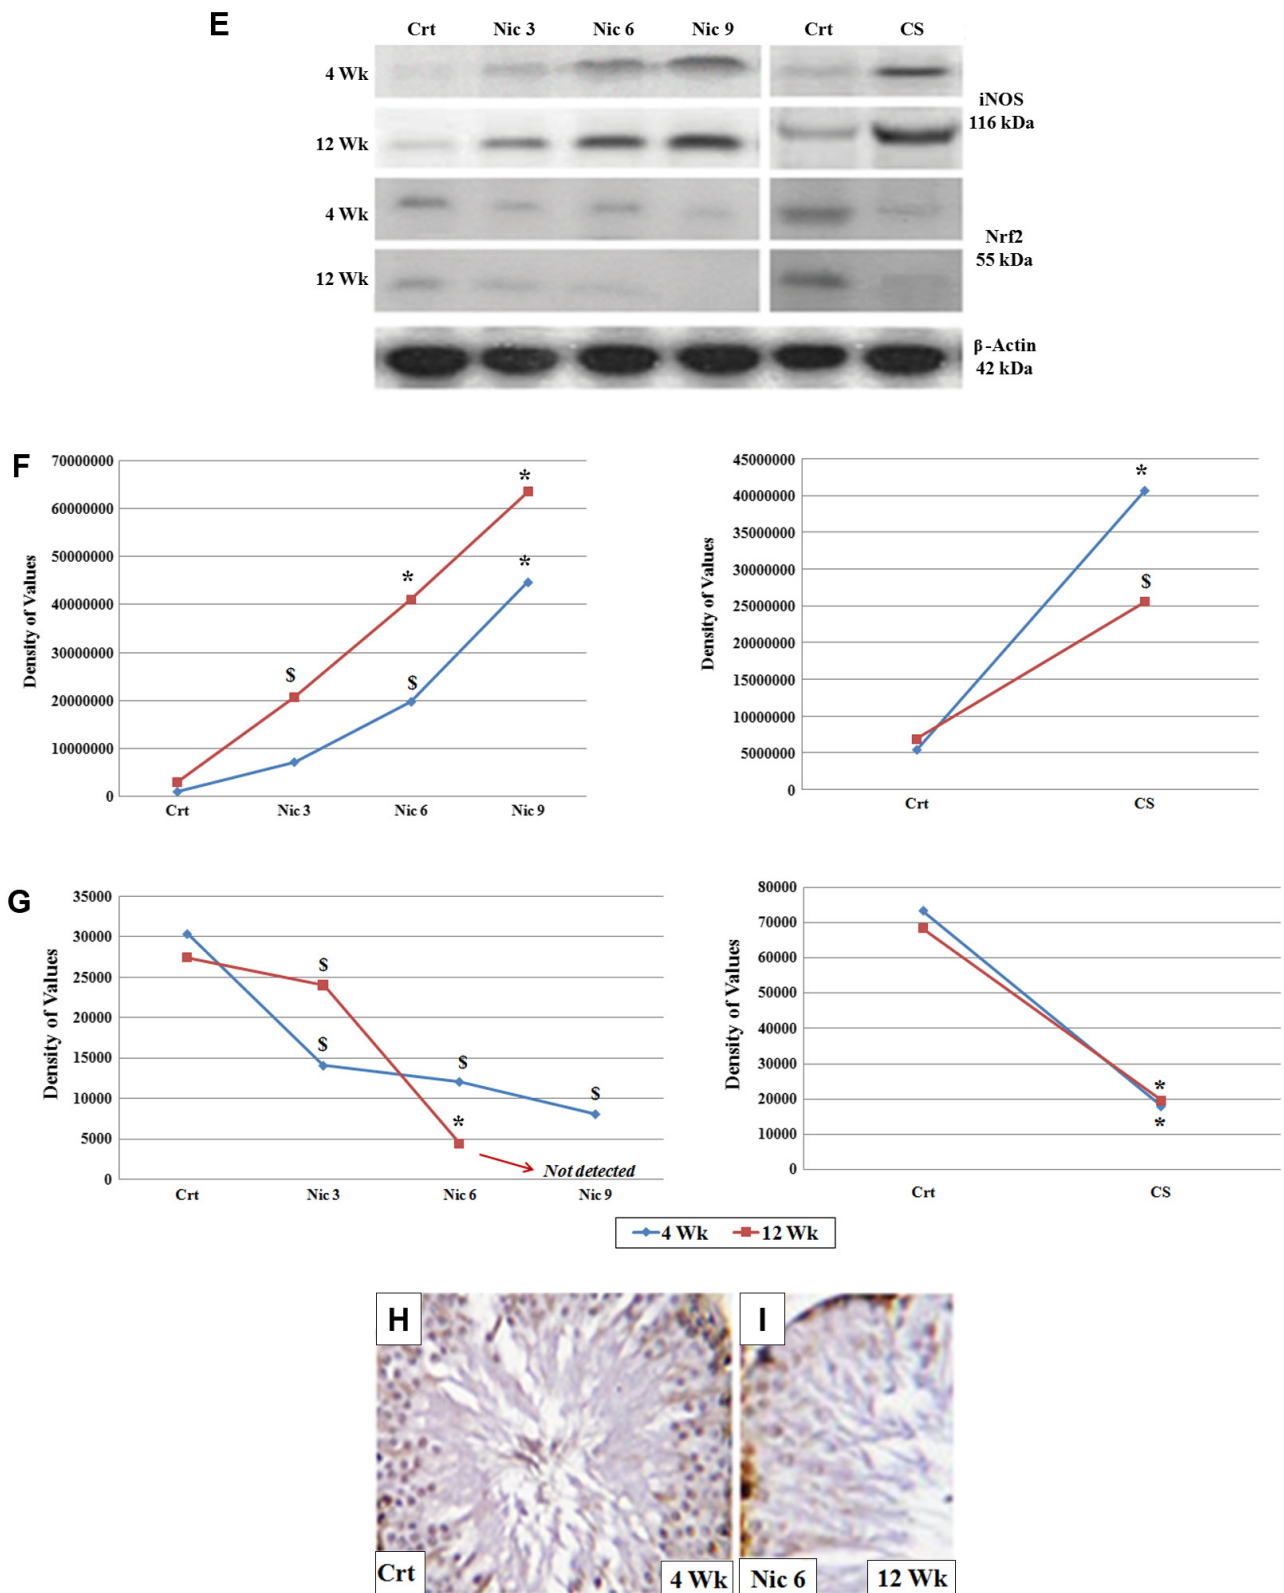 E
Crt Nic 3 Nic 6 Nic 9 Crt CS
4 Wk
iNOS
116 kDa
12 Wk
4 Wk
Nrf2
55 kDa
12 Wk
β-Actin
42 kDa
F
Density of Values
70000000
60000000
50000000
40000000
30000000
20000000
10000000
0
* * * $ $
Crt Nic 3 Nic 6 Nic 9
Density of Values
45000000
40000000
35000000
30000000
25000000
20000000
15000000
10000000
5000000
0
*
$
Crt CS
G
Density of Values
35000
30000
25000
20000
15000
10000
5000
0
$
$ $ $
*
Not detected
Crt Nic 3 Nic 6 Nic 9
Density of Values
80000
70000
60000
50000
40000
30000
20000
10000
0
*
*
Crt CS
4 Wk 12 Wk
H
Crt 4 Wk
I
Nic 6 12 Wk